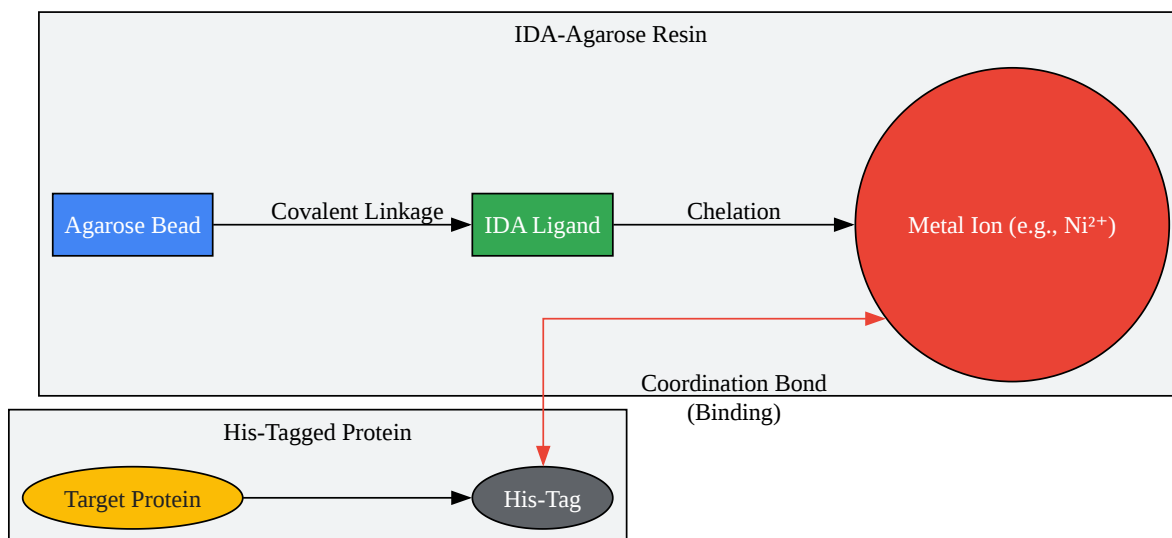 IDA-Agarose Resin
Agarose Bead
Covalent Linkage
IDA Ligand
Chelation
Metal Ion (e.g., Ni²⁺)
Coordination Bond
(Binding)
His-Tagged Protein
Target Protein
His-Tag